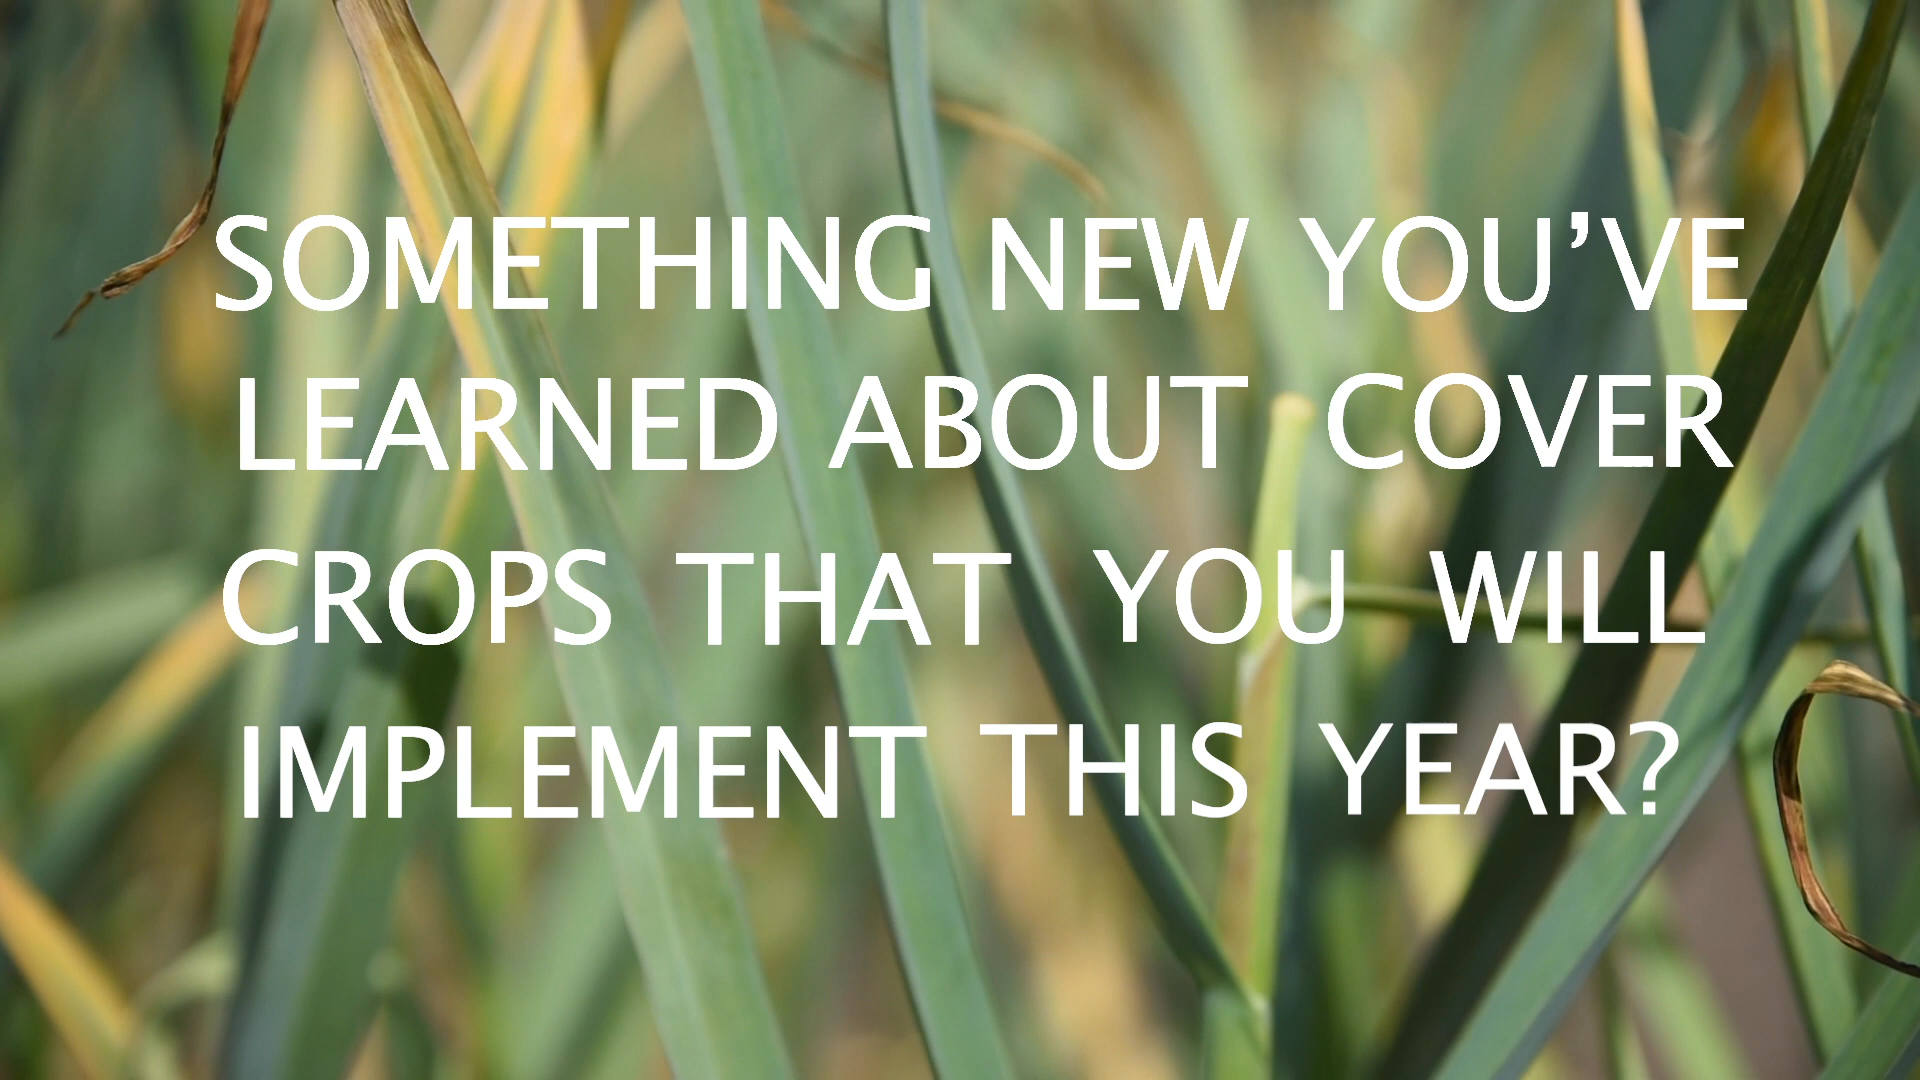 SOMETHING NEW YOU'VE
LEARNED ABOUT COVER
CROPS THAT YOU WILL
IMPLEMENT THIS YEAR?